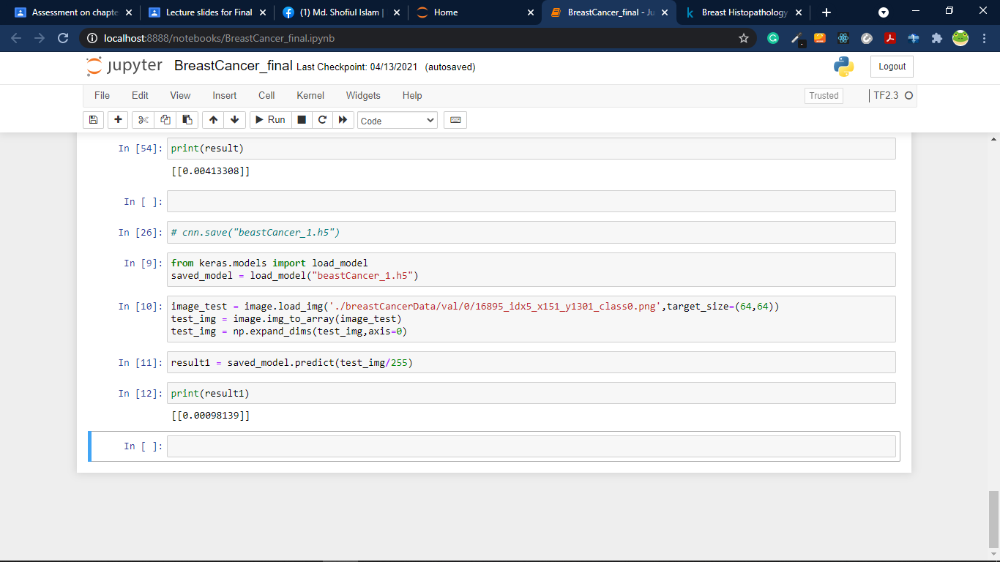 Assessment on chapte
Lecture slides for Final
(1) Md. Shofiul Islam |
Home
BreastCancer_final - Ju
Breast Histopathology
localhost:8888/notebooks/BreastCancer_final.ipynb
jupyter BreastCancer_final Last Checkpoint: 04/13/2021 (autosaved)
Logout
File Edit View Insert Cell Kernel Widgets Help
Trusted
TF2.3
Run
Code
In [54]: print(result)
[[0.00413308]]
In [ ]:
In [26]: # cnn.save("beastCancer_1.h5")
In [9]: from keras.models import load_model
saved_model = load_model("beastCancer_1.h5")
In [10]: image_test = image.load_img('./breastCancerData/val/0/16895_idx5_x151_y1301_class0.png',target_size=(64,64))
test_img = image.img_to_array(image_test)
test_img = np.expand_dims(test_img,axis=0)
In [11]: result1 = saved_model.predict(test_img/255)
In [12]: print(result1)
[[0.00098139]]
In [ ]: